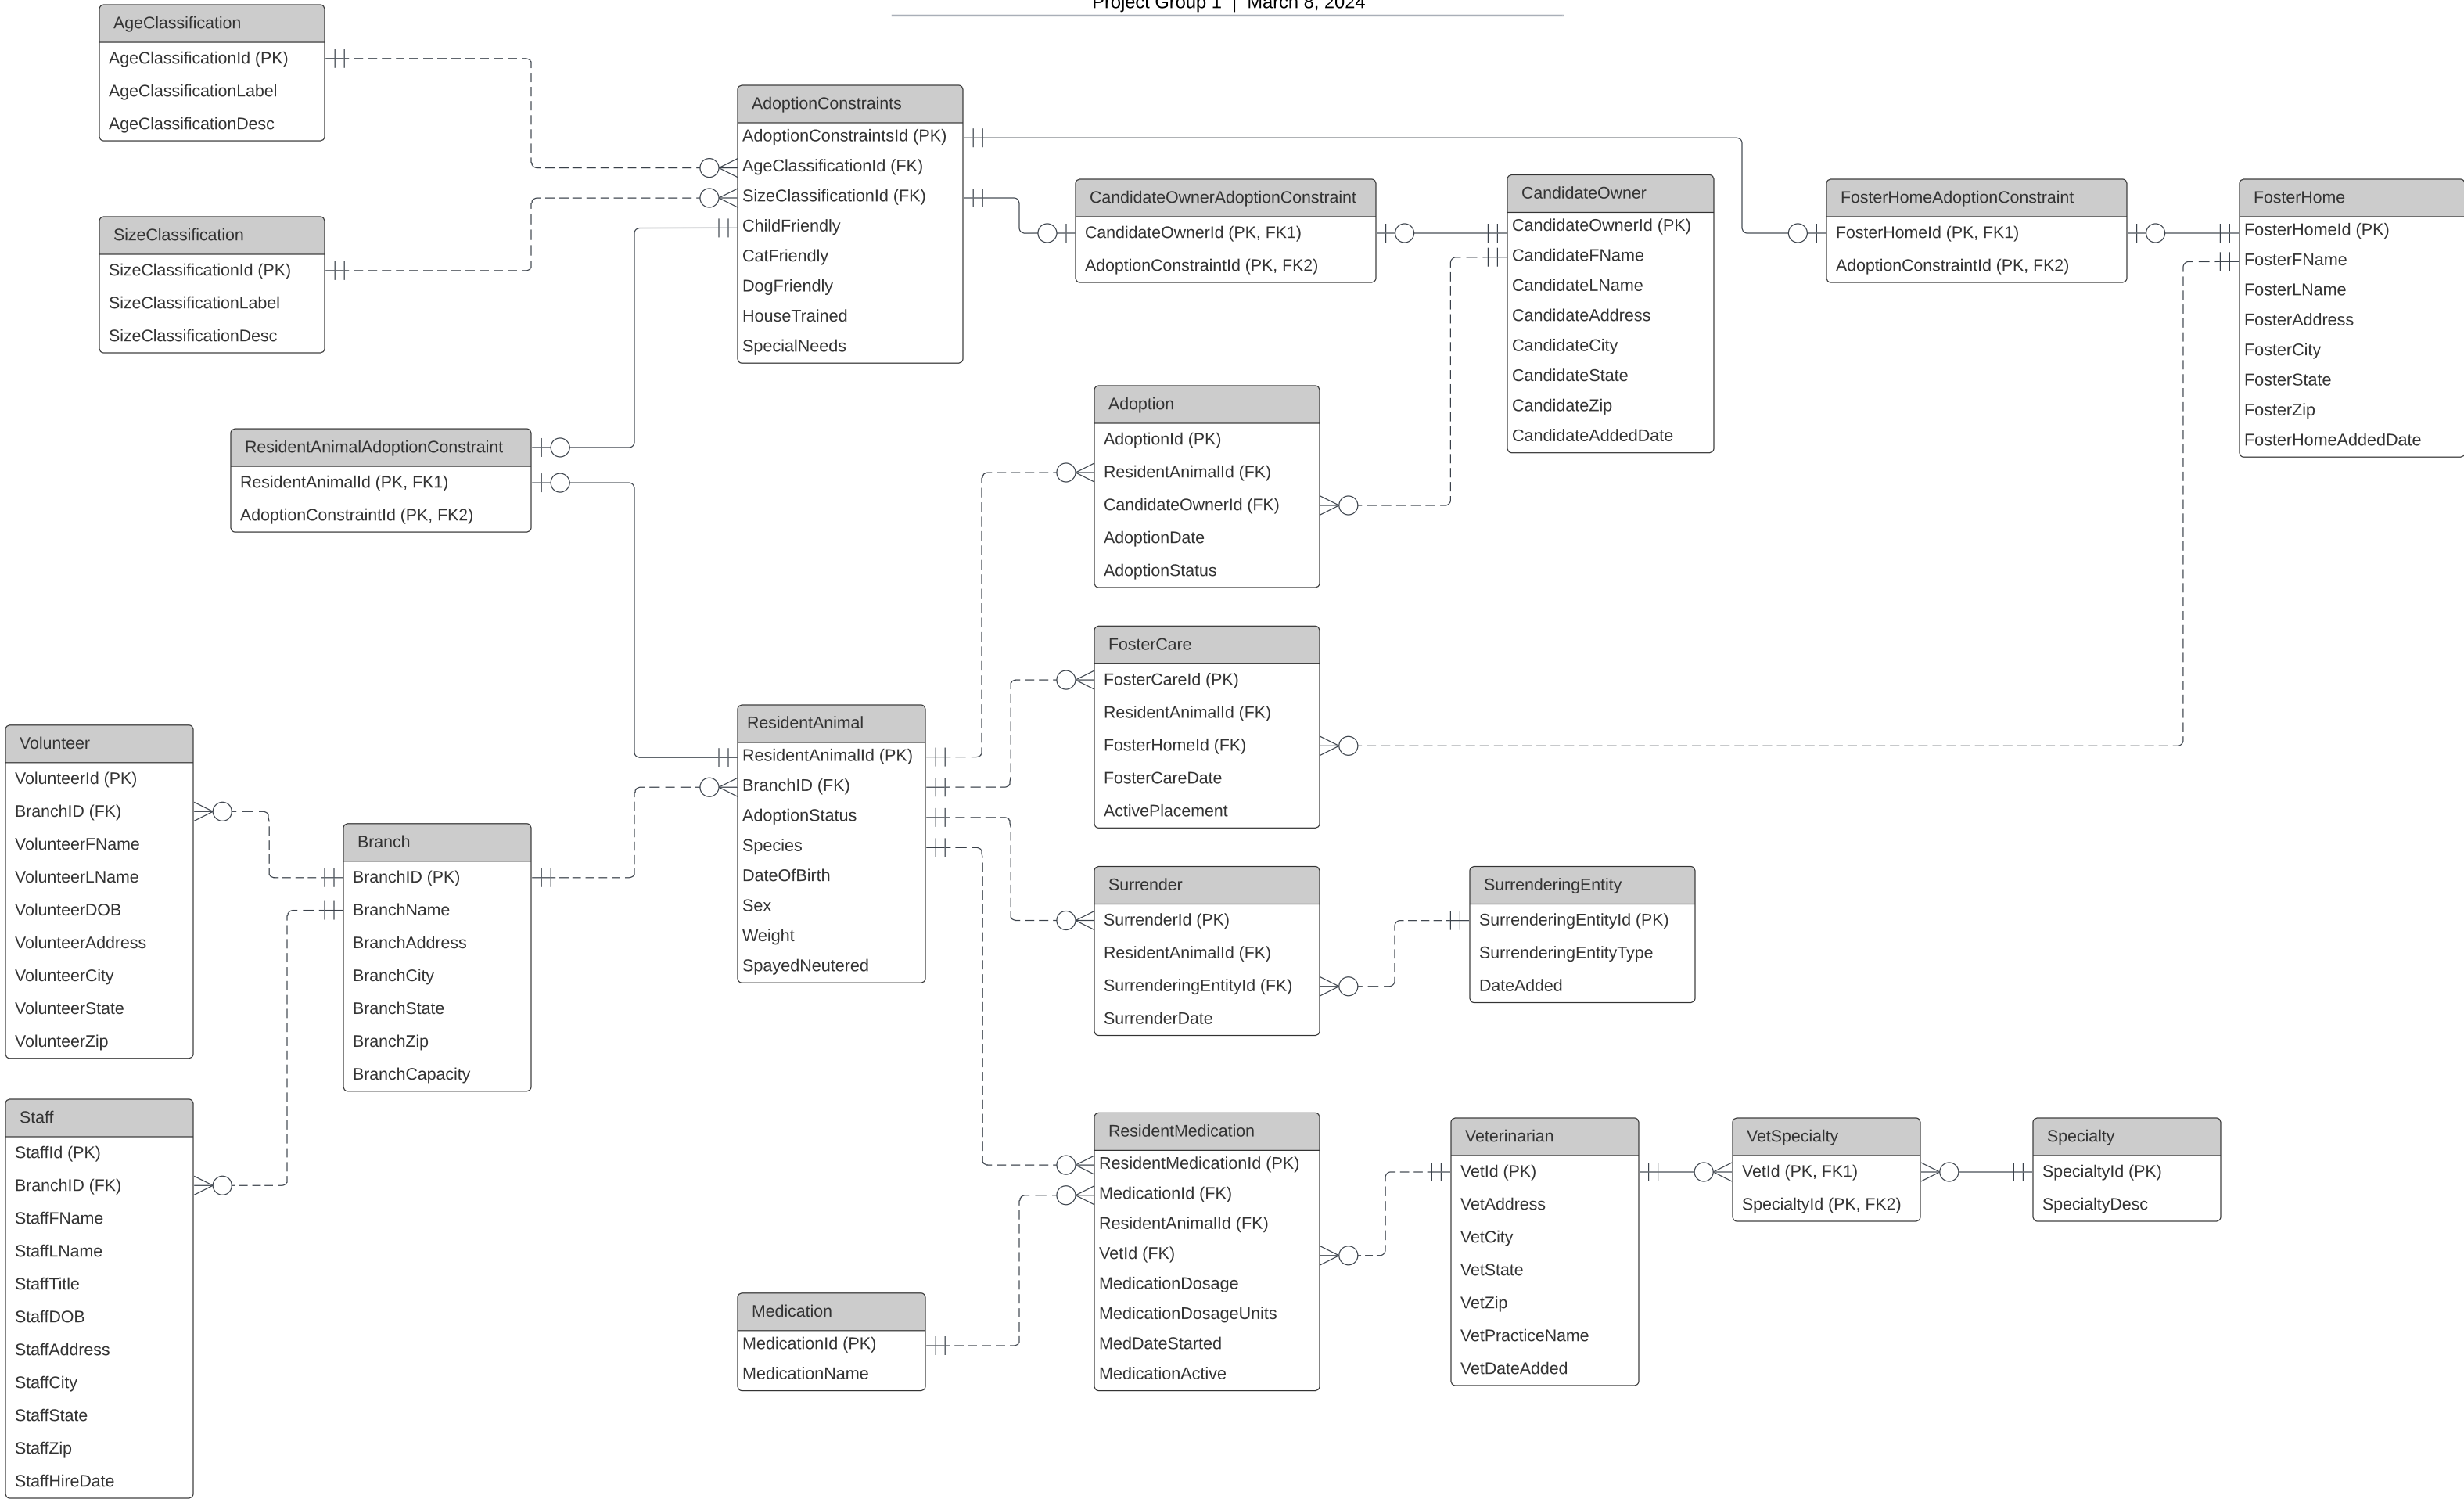 Project Group 1 | March 8, 2024
AgeClassification
AgeClassificationId (PK)
AgeClassificationLabel
AgeClassificationDesc
SizeClassification
SizeClassificationId (PK)
SizeClassificationLabel
SizeClassificationDesc
AdoptionConstraints
AdoptionConstraintsId (PK)
AgeClassificationId (FK)
SizeClassificationId (FK)
ChildFriendly
CatFriendly
DogFriendly
HouseTrained
SpecialNeeds
CandidateOwnerAdoptionConstraint
CandidateOwnerId (PK, FK1)
AdoptionConstraintId (PK, FK2)
CandidateOwner
CandidateOwnerId (PK)
CandidateFName
CandidateLName
CandidateAddress
CandidateCity
CandidateState
CandidateZip
CandidateAddedDate
FosterHomeAdoptionConstraint
FosterHomeId (PK, FK1)
AdoptionConstraintId (PK, FK2)
FosterHome
FosterHomeId (PK)
FosterFName
FosterLName
FosterAddress
FosterCity
FosterState
FosterZip
FosterHomeAddedDate
ResidentAnimalAdoptionConstraint
ResidentAnimalId (PK, FK1)
AdoptionConstraintId (PK, FK2)
Adoption
AdoptionId (PK)
ResidentAnimalId (FK)
CandidateOwnerId (FK)
AdoptionDate
AdoptionStatus
FosterCare
FosterCareId (PK)
ResidentAnimalId (FK)
FosterHomeId (FK)
FosterCareDate
ActivePlacement
Volunteer
VolunteerId (PK)
BranchID (FK)
VolunteerFName
VolunteerLName
VolunteerDOB
VolunteerAddress
VolunteerCity
VolunteerState
VolunteerZip
Branch
BranchID (PK)
BranchName
BranchAddress
BranchCity
BranchState
BranchZip
BranchCapacity
ResidentAnimal
ResidentAnimalId (PK)
BranchID (FK)
AdoptionStatus
Species
DateOfBirth
Sex
Weight
SpayedNeutered
Surrender
SurrenderId (PK)
ResidentAnimalId (FK)
SurrenderingEntityId (FK)
SurrenderDate
SurrenderingEntity
SurrenderingEntityId (PK)
SurrenderingEntityType
DateAdded
Staff
StaffId (PK)
BranchID (FK)
StaffFName
StaffLName
StaffTitle
StaffDOB
StaffAddress
StaffCity
StaffState
StaffZip
StaffHireDate
Medication
MedicationId (PK)
MedicationName
ResidentMedication
ResidentMedicationId (PK)
MedicationId (FK)
ResidentAnimalId (FK)
VetId (FK)
MedicationDosage
MedicationDosageUnits
MedDateStarted
MedicationActive
Veterinarian
VetId (PK)
VetAddress
VetCity
VetState
VetZip
VetPracticeName
VetDateAdded
VetSpecialty
VetId (PK, FK1)
SpecialtyId (PK, FK2)
Specialty
SpecialtyId (PK)
SpecialtyDesc